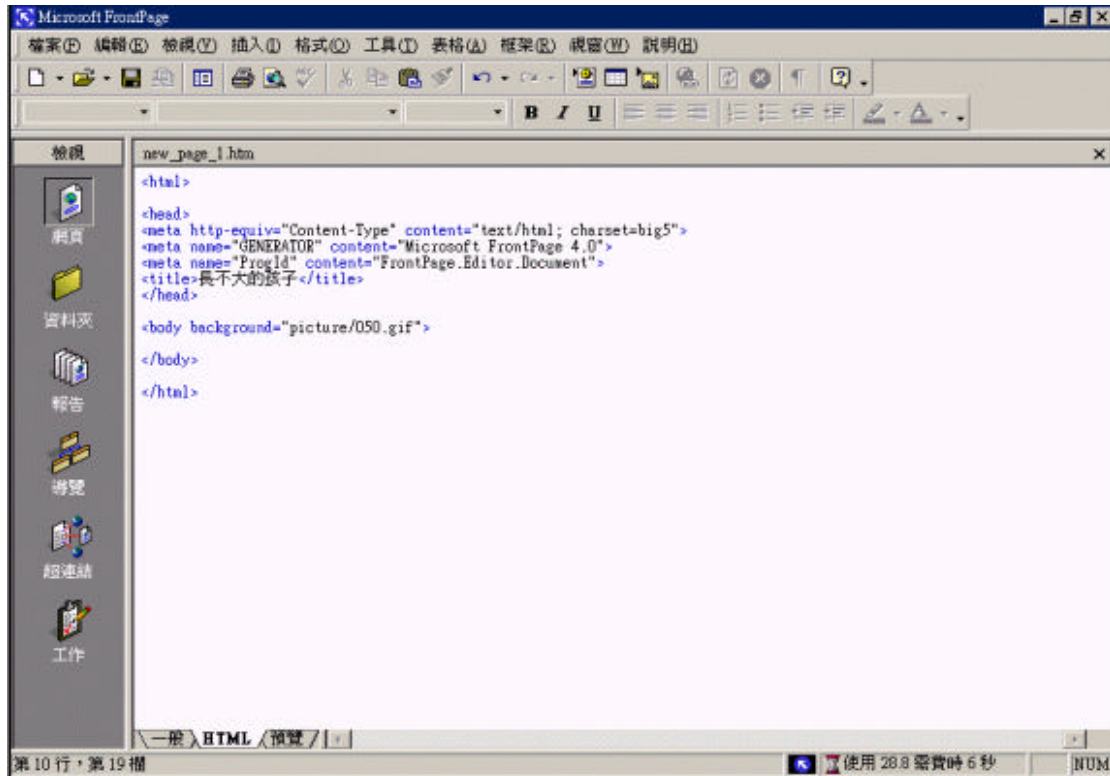 Microsoft FrontPage
檔案(F) 編輯(E) 檢視(V) 插入(I) 格式(O) 工具(T) 表格(A) 框架(R) 視窗(W) 說明(H)
B I U
檢視
new_page_1.htm
網頁
資料夾
報告
導覽
超連結
工作
<html>
<head>
<meta http-equiv="Content-Type" content="text/html; charset=big5">
<meta name="GENERATOR" content="Microsoft FrontPage 4.0">
<meta name="ProgId" content="FrontPage.Editor.Document">
<title>長不大的孩子</title>
</head>
<body background="picture/050.gif">
</body>
</html>
一般 HTML 預覽
第 10 行，第 19 欄 使用 28.8 需費時 6 秒 NUM